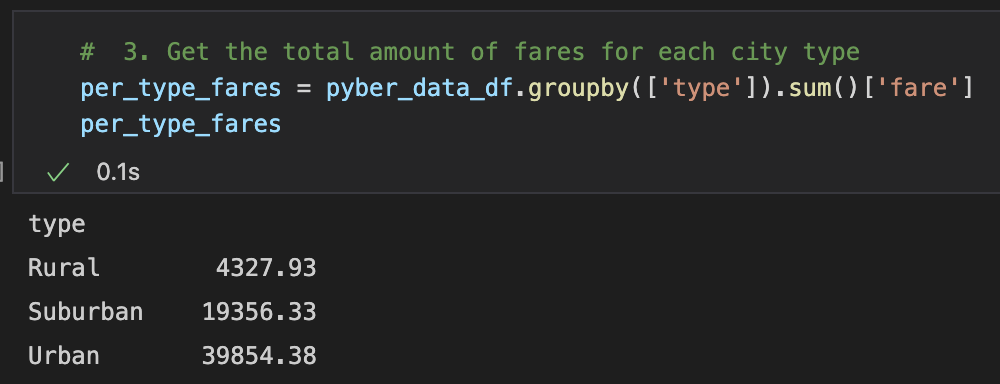 #  3. Get the total amount of fares for each city type
per_type_fares = pyber_data_df.groupby(['type']).sum()['fare']
per_type_fares
] ✓ 0.1s
type
Rural        4327.93
Suburban    19356.33
Urban       39854.38